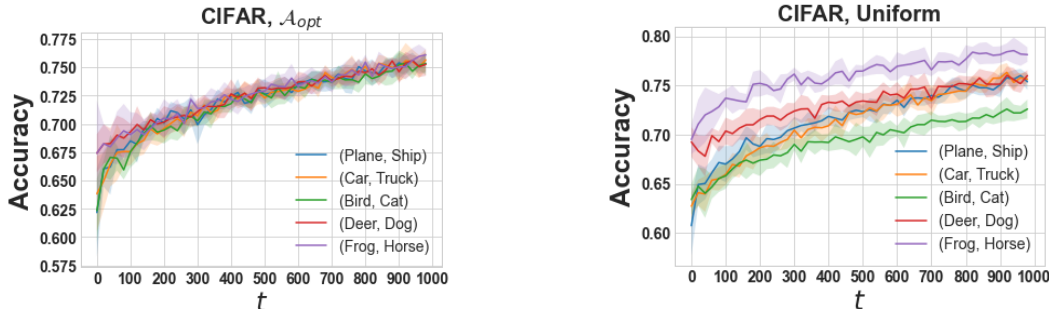 CIFAR, 𝒜opt
Accuracy
0.775
0.750
0.725
0.700
0.675
0.650
0.625
0.600
0.575
(Plane, Ship)
(Car, Truck)
(Bird, Cat)
(Deer, Dog)
(Frog, Horse)
0 100 200 300 400 500 600 700 800 900 1000
t
CIFAR, Uniform
Accuracy
0.80
0.75
0.70
0.65
0.60
(Plane, Ship)
(Car, Truck)
(Bird, Cat)
(Deer, Dog)
(Frog, Horse)
0 100 200 300 400 500 600 700 800 900 1000
t